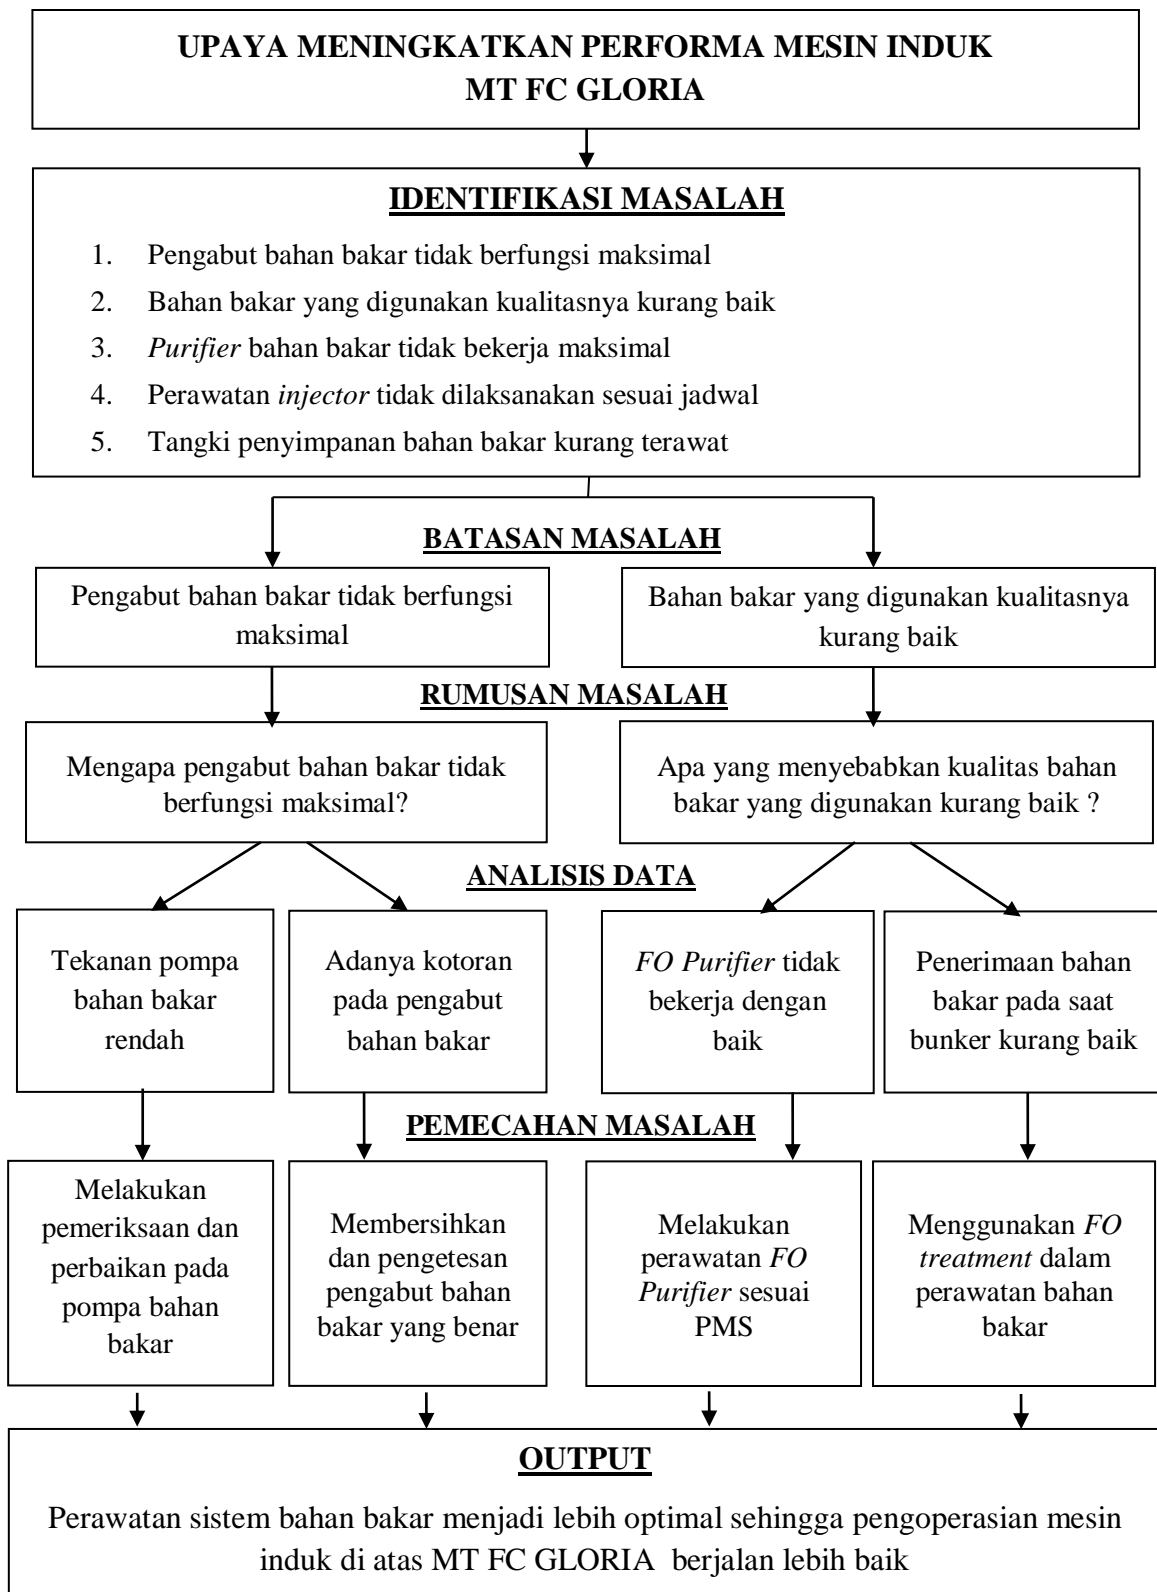 UPAYA MENINGKATKAN PERFORMA MESIN INDUK
MT FC GLORIA
IDENTIFIKASI MASALAH
1. Pengabut bahan bakar tidak berfungsi maksimal
2. Bahan bakar yang digunakan kualitasnya kurang baik
3. Purifier bahan bakar tidak bekerja maksimal
4. Perawatan injector tidak dilaksanakan sesuai jadwal
5. Tangki penyimpanan bahan bakar kurang terawat
BATASAN MASALAH
Pengabut bahan bakar tidak berfungsi
maksimal
Bahan bakar yang digunakan kualitasnya
kurang baik
RUMUSAN MASALAH
Mengapa pengabut bahan bakar tidak
berfungsi maksimal?
Apa yang menyebabkan kualitas bahan
bakar yang digunakan kurang baik ?
ANALISIS DATA
Tekanan pompa
bahan bakar
rendah
Adanya kotoran
pada pengabut
bahan bakar
FO Purifier tidak
bekerja dengan
baik
Penerimaan bahan
bakar pada saat
bunker kurang baik
PEMECAHAN MASALAH
Melakukan
pemeriksaan dan
perbaikan pada
pompa bahan
bakar
Membersihkan
dan pengetesan
pengabut bahan
bakar yang benar
Melakukan
perawatan FO
Purifier sesuai
PMS
Menggunakan FO
treatment dalam
perawatan bahan
bakar
OUTPUT
Perawatan sistem bahan bakar menjadi lebih optimal sehingga pengoperasian mesin
induk di atas MT FC GLORIA berjalan lebih baik